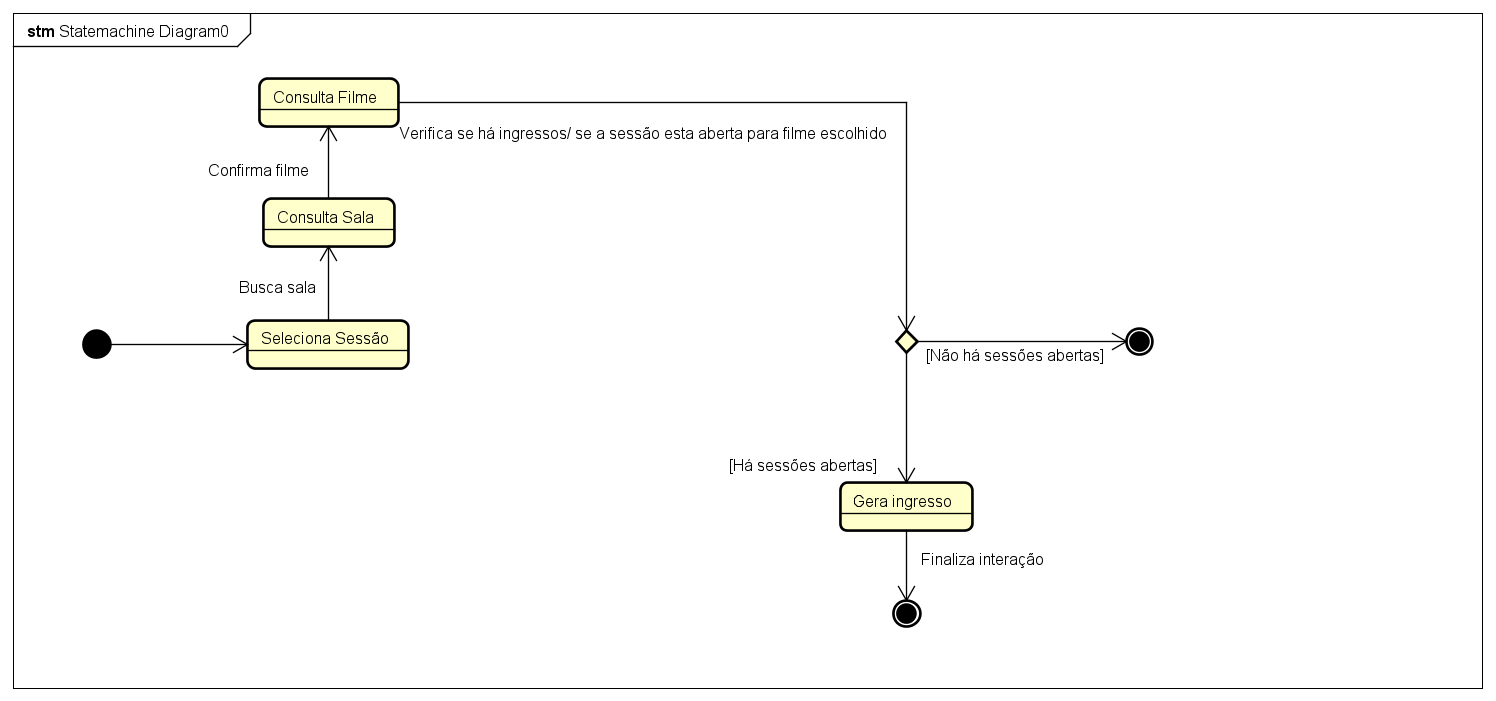 stm Statemachine Diagram0
Consulta Filme
Verifica se há ingressos/ se a sessão esta aberta para filme escolhido
Confirma filme
Consulta Sala
Busca sala
Seleciona Sessão
[Não há sessões abertas]
[Há sessões abertas]
Gera ingresso
Finaliza interação